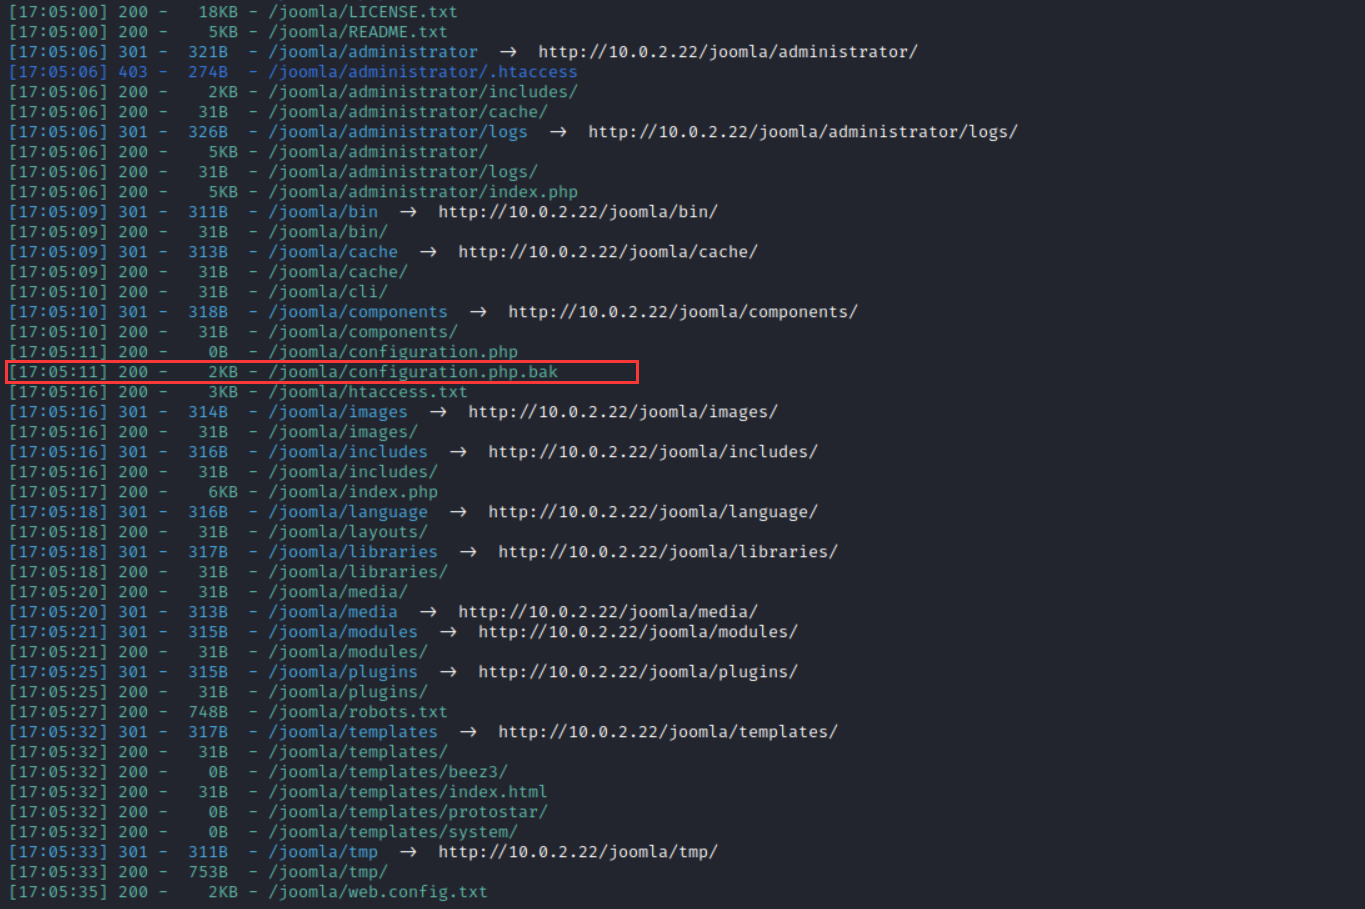 [17:05:00] 200 -   18KB - /joomla/LICENSE.txt
[17:05:00] 200 -    5KB - /joomla/README.txt
[17:05:06] 301 -  321B  - /joomla/administrator  →  http://10.0.2.22/joomla/administrator/
[17:05:06] 403 -  274B  - /joomla/administrator/.htaccess
[17:05:06] 200 -    2KB - /joomla/administrator/includes/
[17:05:06] 200 -   31B  - /joomla/administrator/cache/
[17:05:06] 301 -  326B  - /joomla/administrator/logs  →  http://10.0.2.22/joomla/administrator/logs/
[17:05:06] 200 -    5KB - /joomla/administrator/
[17:05:06] 200 -   31B  - /joomla/administrator/logs/
[17:05:06] 200 -    5KB - /joomla/administrator/index.php
[17:05:09] 301 -  311B  - /joomla/bin  →  http://10.0.2.22/joomla/bin/
[17:05:09] 200 -   31B  - /joomla/bin/
[17:05:09] 301 -  313B  - /joomla/cache  →  http://10.0.2.22/joomla/cache/
[17:05:09] 200 -   31B  - /joomla/cache/
[17:05:10] 200 -   31B  - /joomla/cli/
[17:05:10] 301 -  318B  - /joomla/components  →  http://10.0.2.22/joomla/components/
[17:05:10] 200 -   31B  - /joomla/components/
[17:05:11] 200 -    0B  - /joomla/configuration.php
[17:05:11] 200 -    2KB - /joomla/configuration.php.bak
[17:05:16] 200 -    3KB - /joomla/htaccess.txt
[17:05:16] 301 -  314B  - /joomla/images  →  http://10.0.2.22/joomla/images/
[17:05:16] 200 -   31B  - /joomla/images/
[17:05:16] 301 -  316B  - /joomla/includes  →  http://10.0.2.22/joomla/includes/
[17:05:16] 200 -   31B  - /joomla/includes/
[17:05:17] 200 -    6KB - /joomla/index.php
[17:05:18] 301 -  316B  - /joomla/language  →  http://10.0.2.22/joomla/language/
[17:05:18] 200 -   31B  - /joomla/layouts/
[17:05:18] 301 -  317B  - /joomla/libraries  →  http://10.0.2.22/joomla/libraries/
[17:05:18] 200 -   31B  - /joomla/libraries/
[17:05:20] 200 -   31B  - /joomla/media/
[17:05:20] 301 -  313B  - /joomla/media  →  http://10.0.2.22/joomla/media/
[17:05:21] 301 -  315B  - /joomla/modules  →  http://10.0.2.22/joomla/modules/
[17:05:21] 200 -   31B  - /joomla/modules/
[17:05:25] 301 -  315B  - /joomla/plugins  →  http://10.0.2.22/joomla/plugins/
[17:05:25] 200 -   31B  - /joomla/plugins/
[17:05:27] 200 -  748B  - /joomla/robots.txt
[17:05:32] 301 -  317B  - /joomla/templates  →  http://10.0.2.22/joomla/templates/
[17:05:32] 200 -   31B  - /joomla/templates/
[17:05:32] 200 -    0B  - /joomla/templates/beez3/
[17:05:32] 200 -   31B  - /joomla/templates/index.html
[17:05:32] 200 -    0B  - /joomla/templates/protostar/
[17:05:32] 200 -    0B  - /joomla/templates/system/
[17:05:33] 301 -  311B  - /joomla/tmp  →  http://10.0.2.22/joomla/tmp/
[17:05:33] 200 -  753B  - /joomla/tmp/
[17:05:35] 200 -    2KB - /joomla/web.config.txt